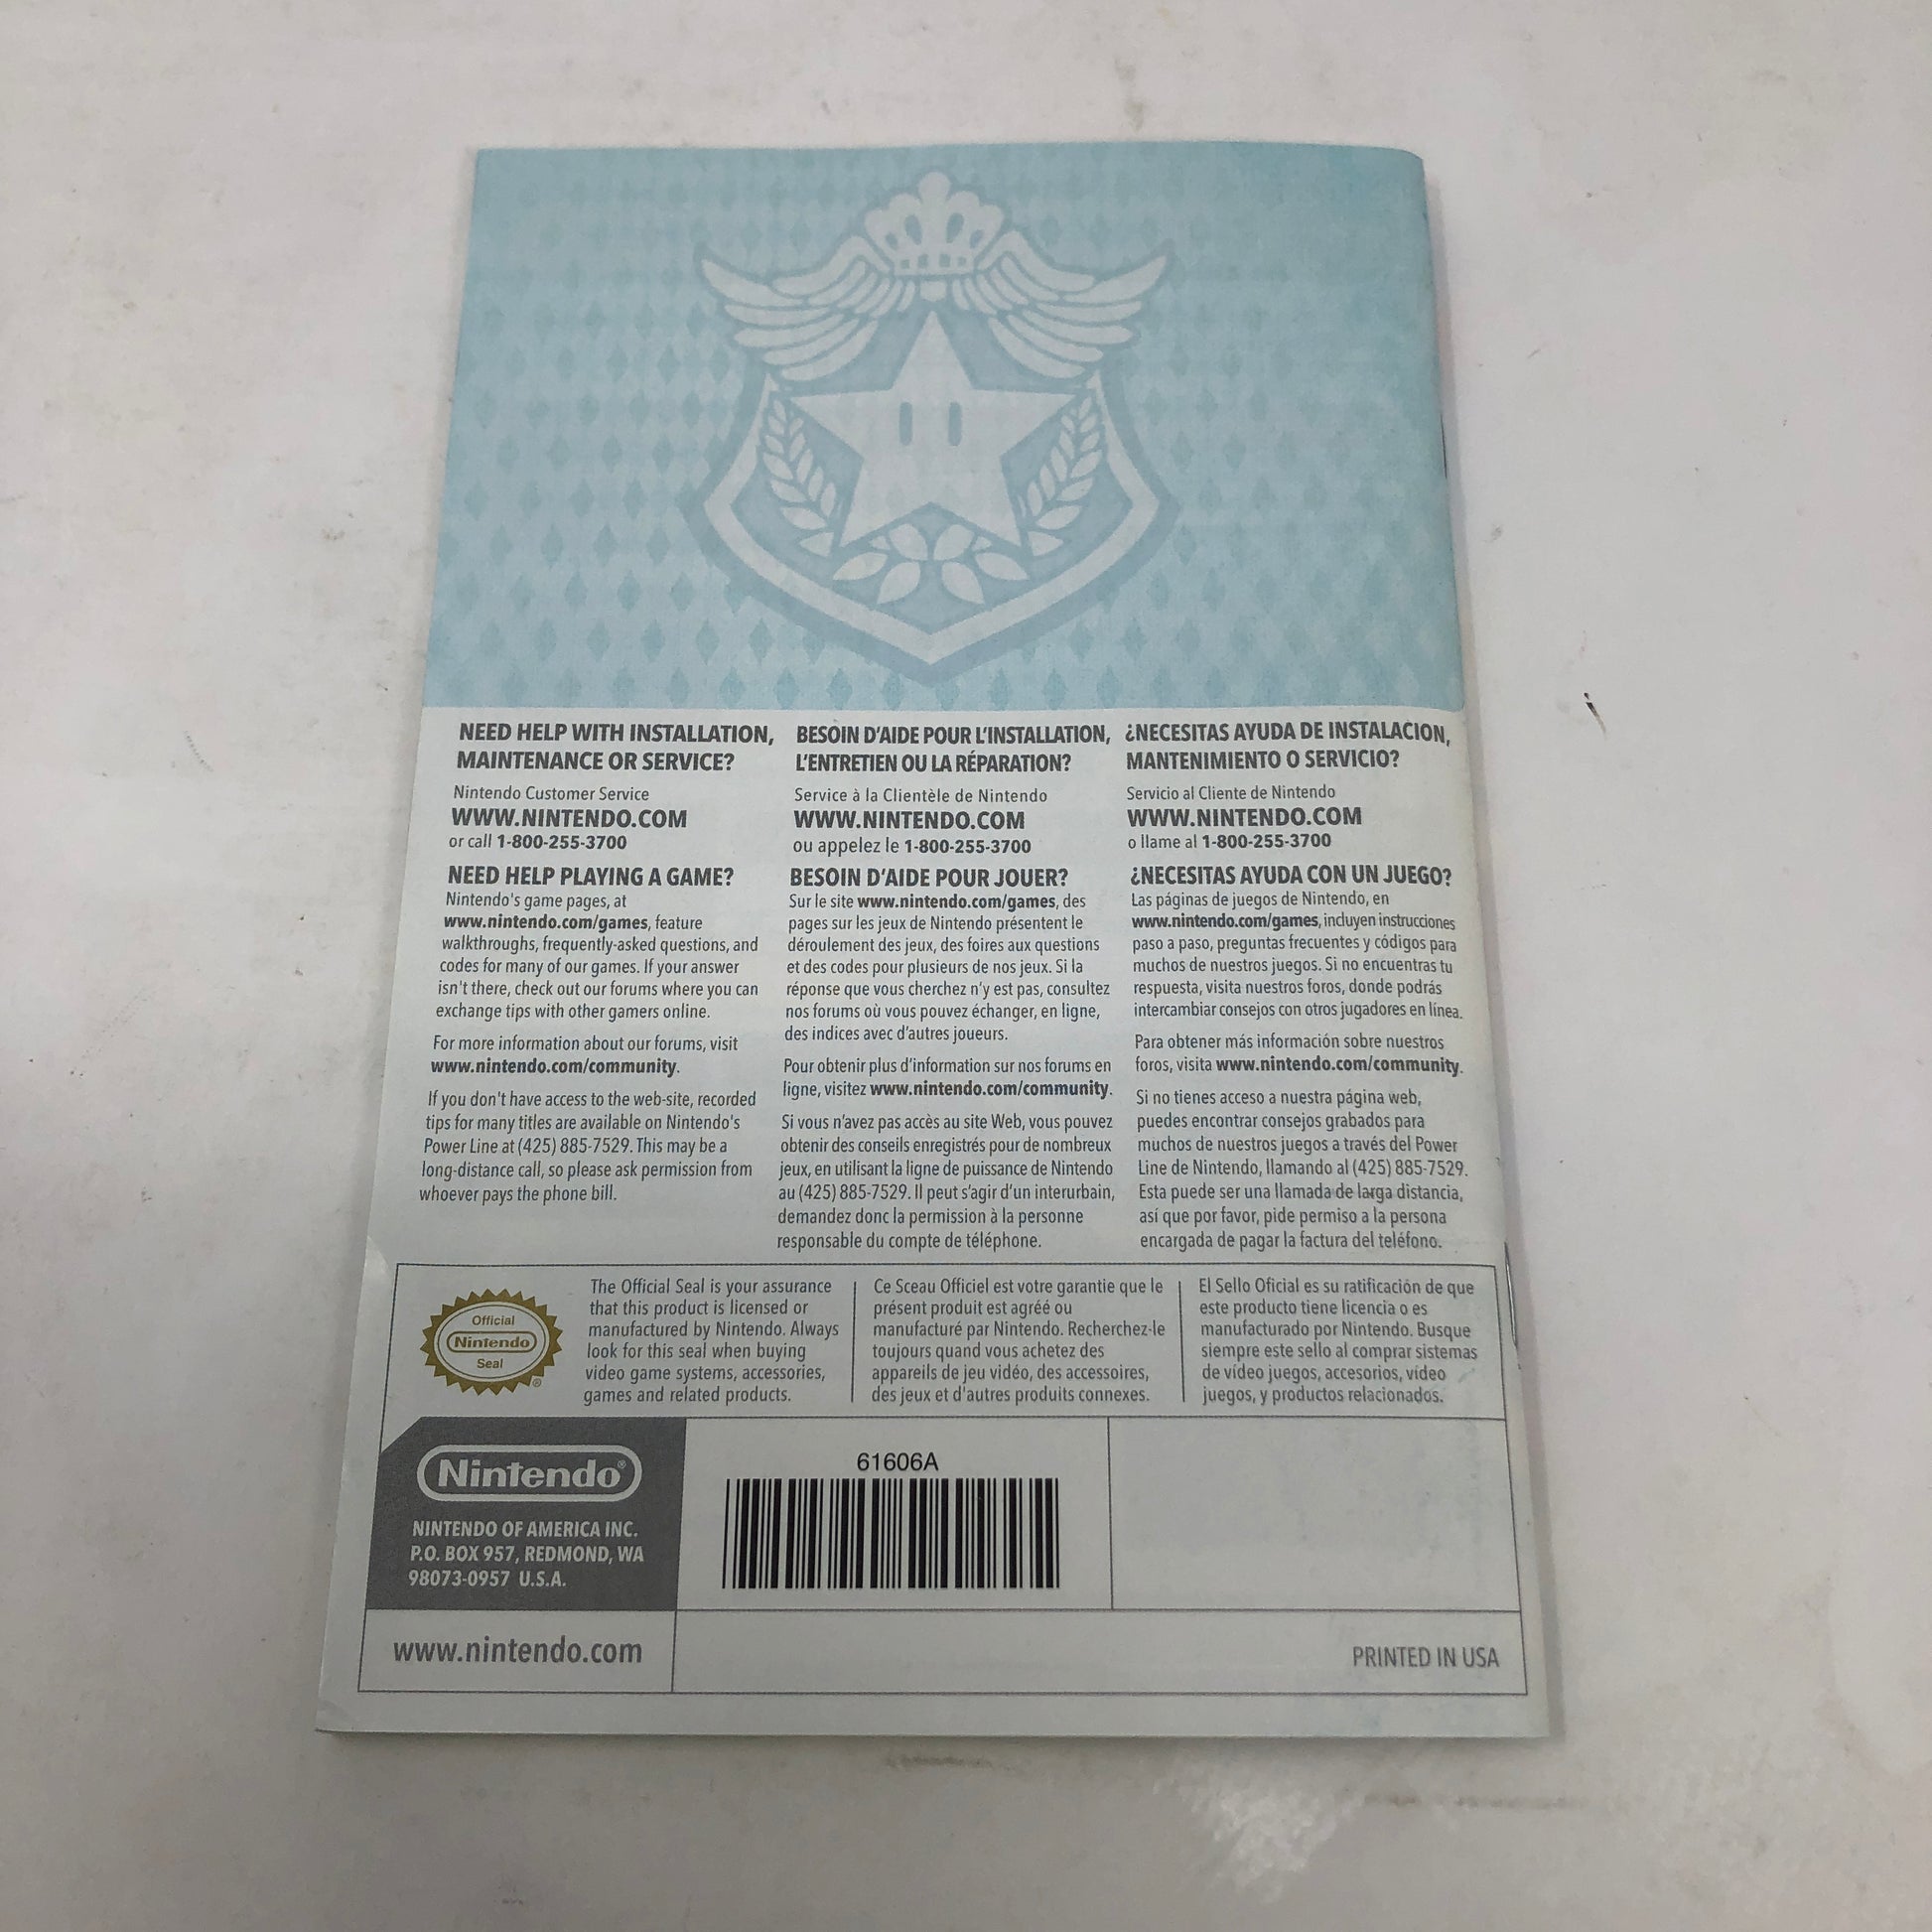 NEED HELP WITH INSTALLATION,
MAINTENANCE OR SERVICE?
Nintendo Customer Service
WWW.NINTENDO.COM
or call 1-800-255-3700
NEED HELP PLAYING A GAME?
Nintendo's game pages, at
www.nintendo.com/games, feature
walkthroughs, frequently-asked questions, and
codes for many of our games. If your answer
isn't there, check out our forums where you can
exchange tips with other gamers online.
For more information about our forums, visit
www.nintendo.com/community.
If you don't have access to the web-site, recorded
tips for many titles are available on Nintendo's
Power Line at (425) 885-7529. This may be a
long-distance call, so please ask permission from
whoever pays the phone bill.
BESOIN D'AIDE POUR L'INSTALLATION,
L'ENTRETIEN OU LA RÉPARATION?
Service à la Clientèle de Nintendo
WWW.NINTENDO.COM
ou appelez le 1-800-255-3700
BESOIN D'AIDE POUR JOUER?
Sur le site www.nintendo.com/games, des
pages sur les jeux de Nintendo présentent le
déroulement des jeux, des foires aux questions
et des codes pour plusieurs de nos jeux. Si la
réponse que vous cherchez n'y est pas, consultez
nos forums où vous pouvez échanger, en ligne,
des indices avec d'autres joueurs.
Pour obtenir plus d'information sur nos forums en
ligne, visitez www.nintendo.com/community.
Si vous n'avez pas accès au site Web, vous pouvez
obtenir des conseils enregistrés pour de nombreux
jeux, en utilisant la ligne de puissance de Nintendo
au (425) 885-7529. Il peut s'agir d'un interurbain,
demandez donc la permission à la personne
responsable du compte de téléphone.
¿NECESITAS AYUDA DE INSTALACION,
MANTENIMIENTO O SERVICIO?
Servicio al Cliente de Nintendo
WWW.NINTENDO.COM
o llame al 1-800-255-3700
¿NECESITAS AYUDA CON UN JUEGO?
Las páginas de juegos de Nintendo, en
www.nintendo.com/games, incluyen instrucciones
paso a paso, preguntas frecuentes y códigos para
muchos de nuestros juegos. Si no encuentras tu
respuesta, visita nuestros foros, donde podrás
intercambiar consejos con otros jugadores en línea.
Para obtener más información sobre nuestros
foros, visita www.nintendo.com/community.
Si no tienes acceso a nuestra página web,
puedes encontrar consejos grabados para
muchos de nuestros juegos a través del Power
Line de Nintendo, llamando al (425) 885-7529.
Esta puede ser una llamada de larga distancia,
así que por favor, pide permiso a la persona
encargada de pagar la factura del teléfono.
Official
Nintendo
Seal
®
The Official Seal is your assurance
that this product is licensed or
manufactured by Nintendo. Always
look for this seal when buying
video game systems, accessories,
games and related products.
Ce Sceau Officiel est votre garantie que le
présent produit est agréé ou
manufacturé par Nintendo. Recherchez-le
toujours quand vous achetez des
appareils de jeu vidéo, des accessoires,
des jeux et d'autres produits connexes.
El Sello Oficial es su ratificación de que
este producto tiene licencia o es
manufacturado por Nintendo. Busque
siempre este sello al comprar sistemas
de vídeo juegos, accesorios, vídeo
juegos, y productos relacionados.
Nintendo®
NINTENDO OF AMERICA INC.
P.O. BOX 957, REDMOND, WA
98073-0957 U.S.A.
61606A
www.nintendo.com
PRINTED IN USA